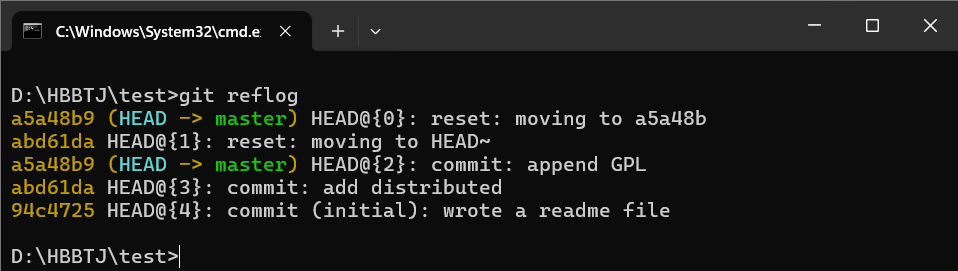 C:\Windows\System32\cmd.e
D:\HBBTJ\test>git reflog
a5a48b9 (HEAD -> master) HEAD@{0}: reset: moving to a5a48b
abd61da HEAD@{1}: reset: moving to HEAD~
a5a48b9 (HEAD -> master) HEAD@{2}: commit: append GPL
abd61da HEAD@{3}: commit: add distributed
94c4725 HEAD@{4}: commit (initial): wrote a readme file
D:\HBBTJ\test>